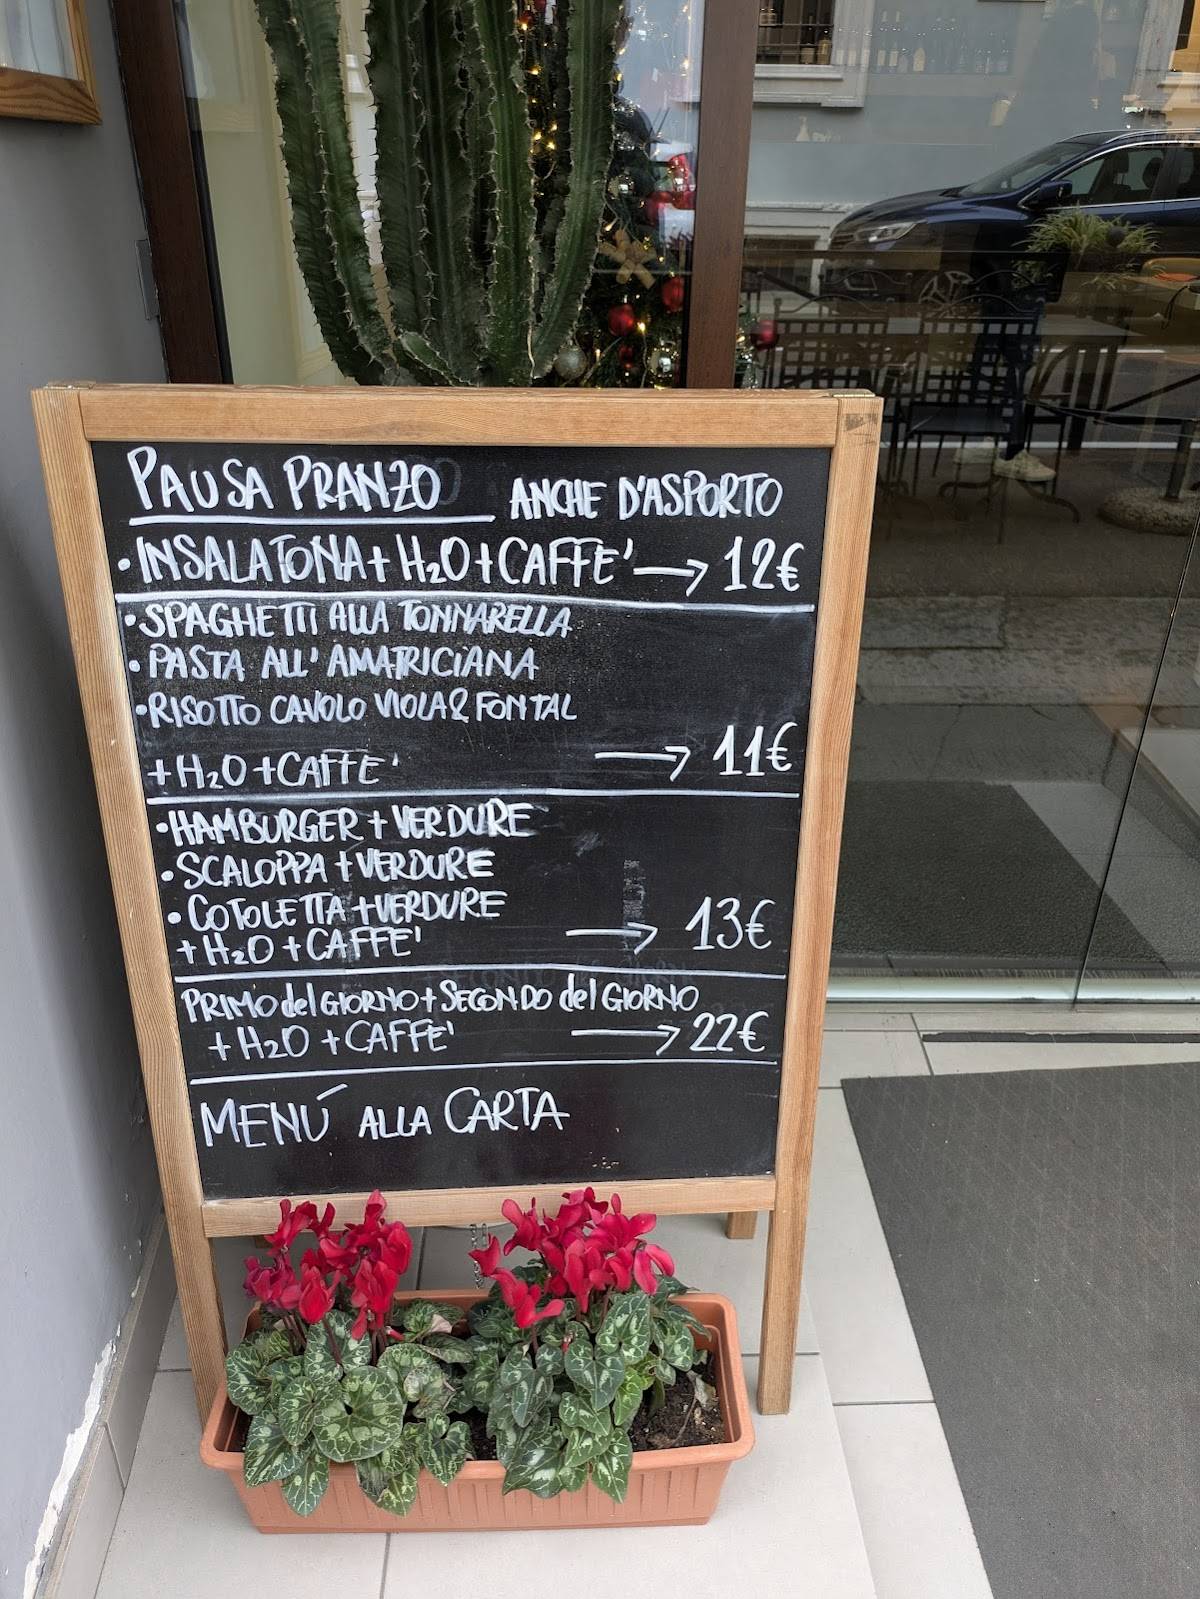 PAUSA PRANZO ANCHE D'ASPORTO
• INSALATONA + H₂O + CAFFE' → 12€
• SPAGHETTI ALLA TONNARELLA
• PASTA ALL' AMATRICIANA
• RISOTTO CAVOLO VIOLA & FONTAL
+ H₂O + CAFFE' → 11€
• HAMBURGER + VERDURE
• SCALOPPA + VERDURE
• COTOLETTA + VERDURE
+ H₂O + CAFFE' → 13€
PRIMO del GIORNO + SECONDO del GIORNO
+ H₂O + CAFFE' → 22€
MENÚ ALLA CARTA